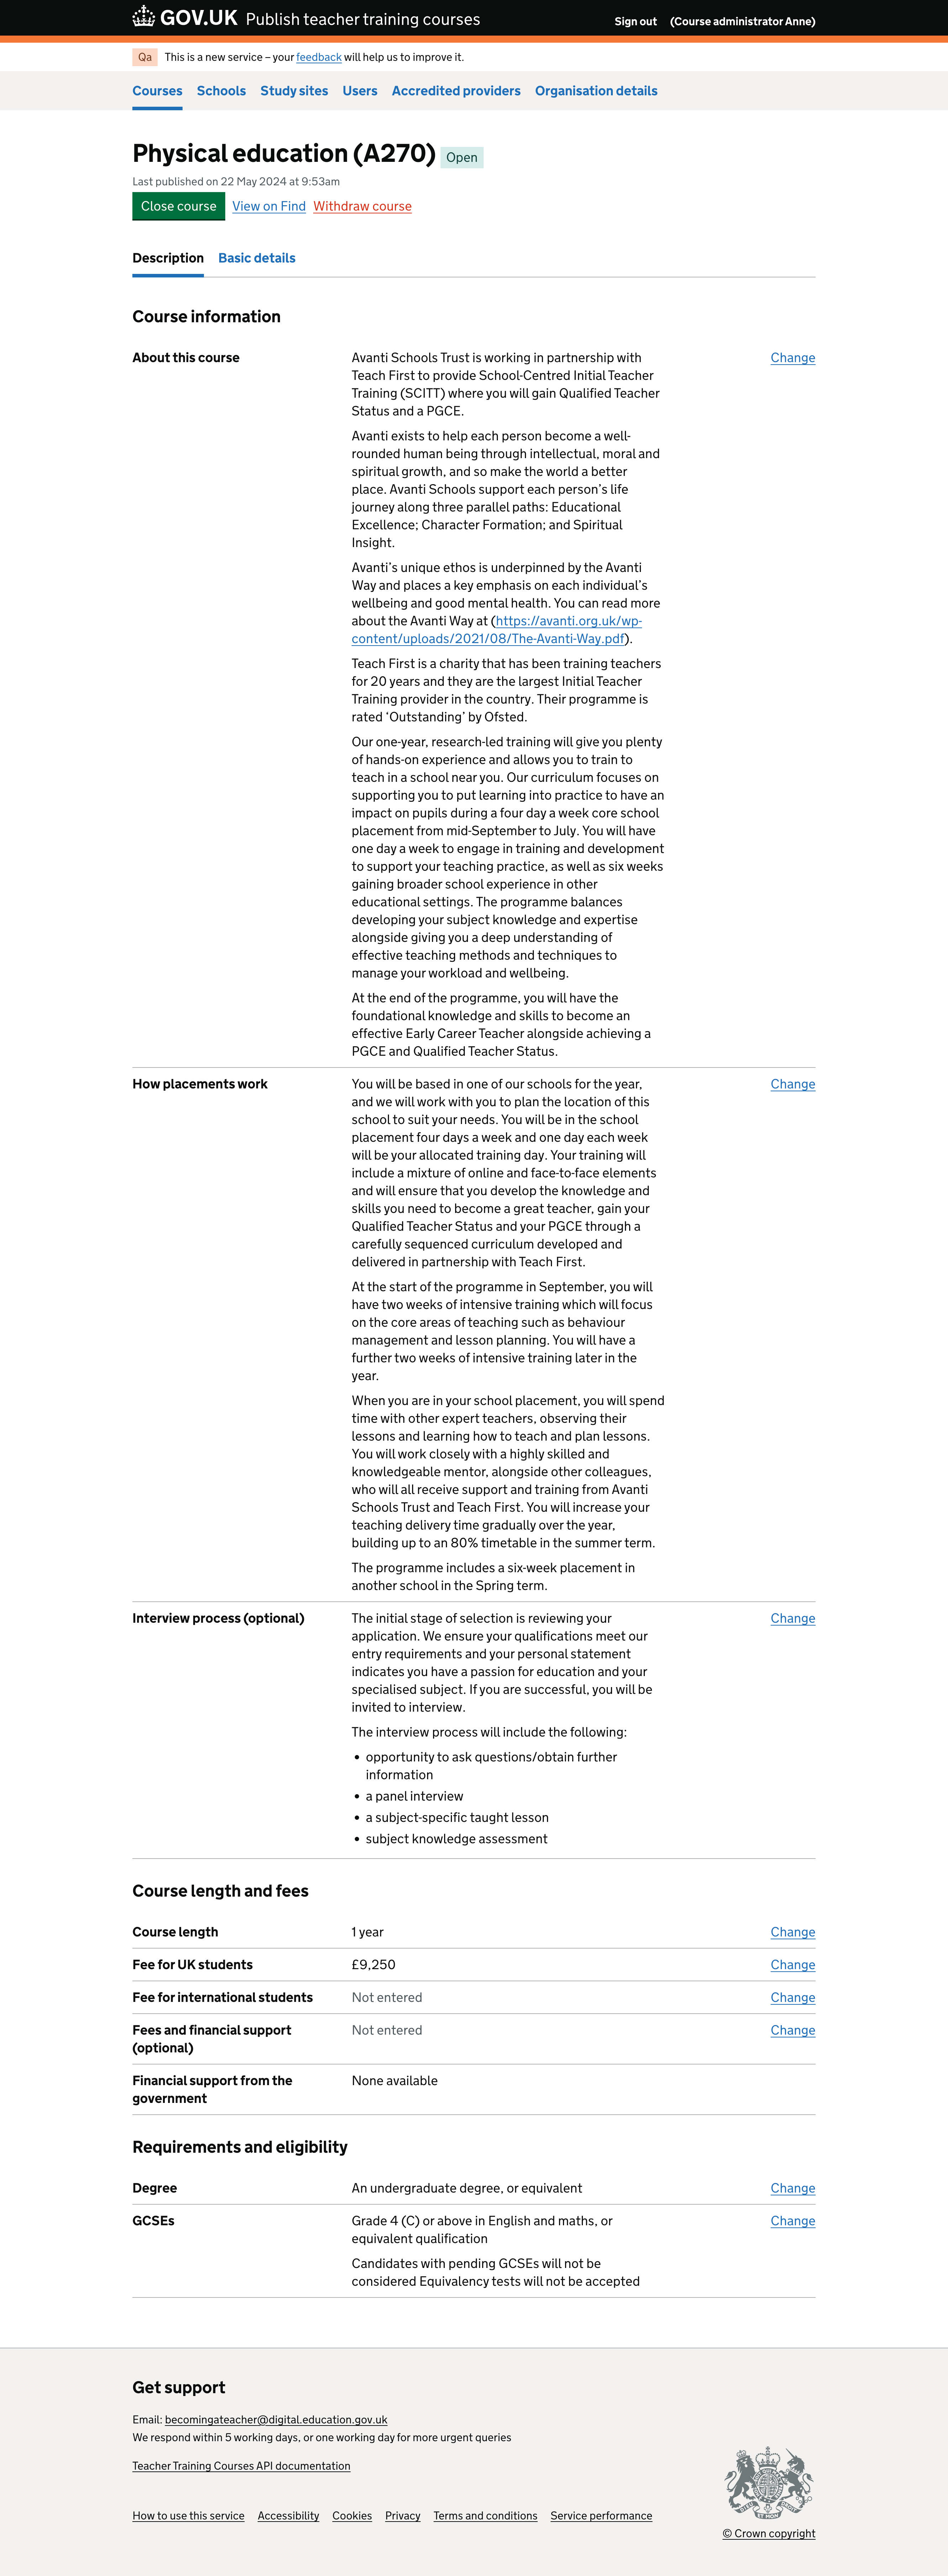 GOV.UK Publish teacher training courses
Sign out (Course administrator Anne)
Qa This is a new service – your feedback will help us to improve it.
Courses Schools Study sites Users Accredited providers Organisation details
Physical education (A270) Open
Last published on 22 May 2024 at 9:53am
Close course View on Find Withdraw course
Description Basic details
Course information
About this course
Avanti Schools Trust is working in partnership with
Teach First to provide School-Centred Initial Teacher
Training (SCITT) where you will gain Qualified Teacher
Status and a PGCE.
Change
Avanti exists to help each person become a well-
rounded human being through intellectual, moral and
spiritual growth, and so make the world a better
place. Avanti Schools support each person's life
journey along three parallel paths: Educational
Excellence; Character Formation; and Spiritual
Insight.
Avanti's unique ethos is underpinned by the Avanti
Way and places a key emphasis on each individual's
wellbeing and good mental health. You can read more
about the Avanti Way at (https://avanti.org.uk/wp-
content/uploads/2021/08/The-Avanti-Way.pdf).
Teach First is a charity that has been training teachers
for 20 years and they are the largest Initial Teacher
Training provider in the country. Their programme is
rated 'Outstanding' by Ofsted.
Our one-year, research-led training will give you plenty
of hands-on experience and allows you to train to
teach in a school near you. Our curriculum focuses on
supporting you to put learning into practice to have an
impact on pupils during a four day a week core school
placement from mid-September to July. You will have
one day a week to engage in training and development
to support your teaching practice, as well as six weeks
gaining broader school experience in other
educational settings. The programme balances
developing your subject knowledge and expertise
alongside giving you a deep understanding of
effective teaching methods and techniques to
manage your workload and wellbeing.
At the end of the programme, you will have the
foundational knowledge and skills to become an
effective Early Career Teacher alongside achieving a
PGCE and Qualified Teacher Status.
How placements work
You will be based in one of our schools for the year,
and we will work with you to plan the location of this
school to suit your needs. You will be in the school
placement four days a week and one day each week
will be your allocated training day. Your training will
include a mixture of online and face-to-face elements
and will ensure that you develop the knowledge and
skills you need to become a great teacher, gain your
Qualified Teacher Status and your PGCE through a
carefully sequenced curriculum developed and
delivered in partnership with Teach First.
Change
At the start of the programme in September, you will
have two weeks of intensive training which will focus
on the core areas of teaching such as behaviour
management and lesson planning. You will have a
further two weeks of intensive training later in the
year.
When you are in your school placement, you will spend
time with other expert teachers, observing their
lessons and learning how to teach and plan lessons.
You will work closely with a highly skilled and
knowledgeable mentor, alongside other colleagues,
who will all receive support and training from Avanti
Schools Trust and Teach First. You will increase your
teaching delivery time gradually over the year,
building up to an 80% timetable in the summer term.
The programme includes a six-week placement in
another school in the Spring term.
Interview process (optional)
The initial stage of selection is reviewing your
application. We ensure your qualifications meet our
entry requirements and your personal statement
indicates you have a passion for education and your
specialised subject. If you are successful, you will be
invited to interview.
Change
The interview process will include the following:
• opportunity to ask questions/obtain further
information
• a panel interview
• a subject-specific taught lesson
• subject knowledge assessment
Course length and fees
Course length 1 year Change
Fee for UK students £9,250 Change
Fee for international students Not entered Change
Fees and financial support
(optional)
Not entered Change
Financial support from the
government
None available
Requirements and eligibility
Degree An undergraduate degree, or equivalent Change
GCSEs
Grade 4 (C) or above in English and maths, or
equivalent qualification
Change
Candidates with pending GCSEs will not be
considered Equivalency tests will not be accepted
Get support
Email: becomingateacher@digital.education.gov.uk
We respond within 5 working days, or one working day for more urgent queries
Teacher Training Courses API documentation
How to use this service Accessibility Cookies Privacy Terms and conditions Service performance
© Crown copyright